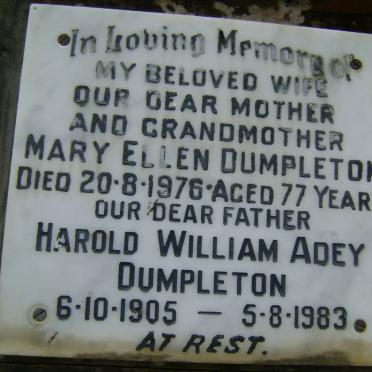 In Loving Memory of
MY BELOVED WIFE
OUR DEAR MOTHER
AND GRANDMOTHER
MARY ELLEN DUMPLETON
DIED 20·8·1976·AGED 77 YEAR
OUR DEAR FATHER
HAROLD WILLIAM ADEY
DUMPLETON
6·10·1905 — 5·8·1983
AT REST.